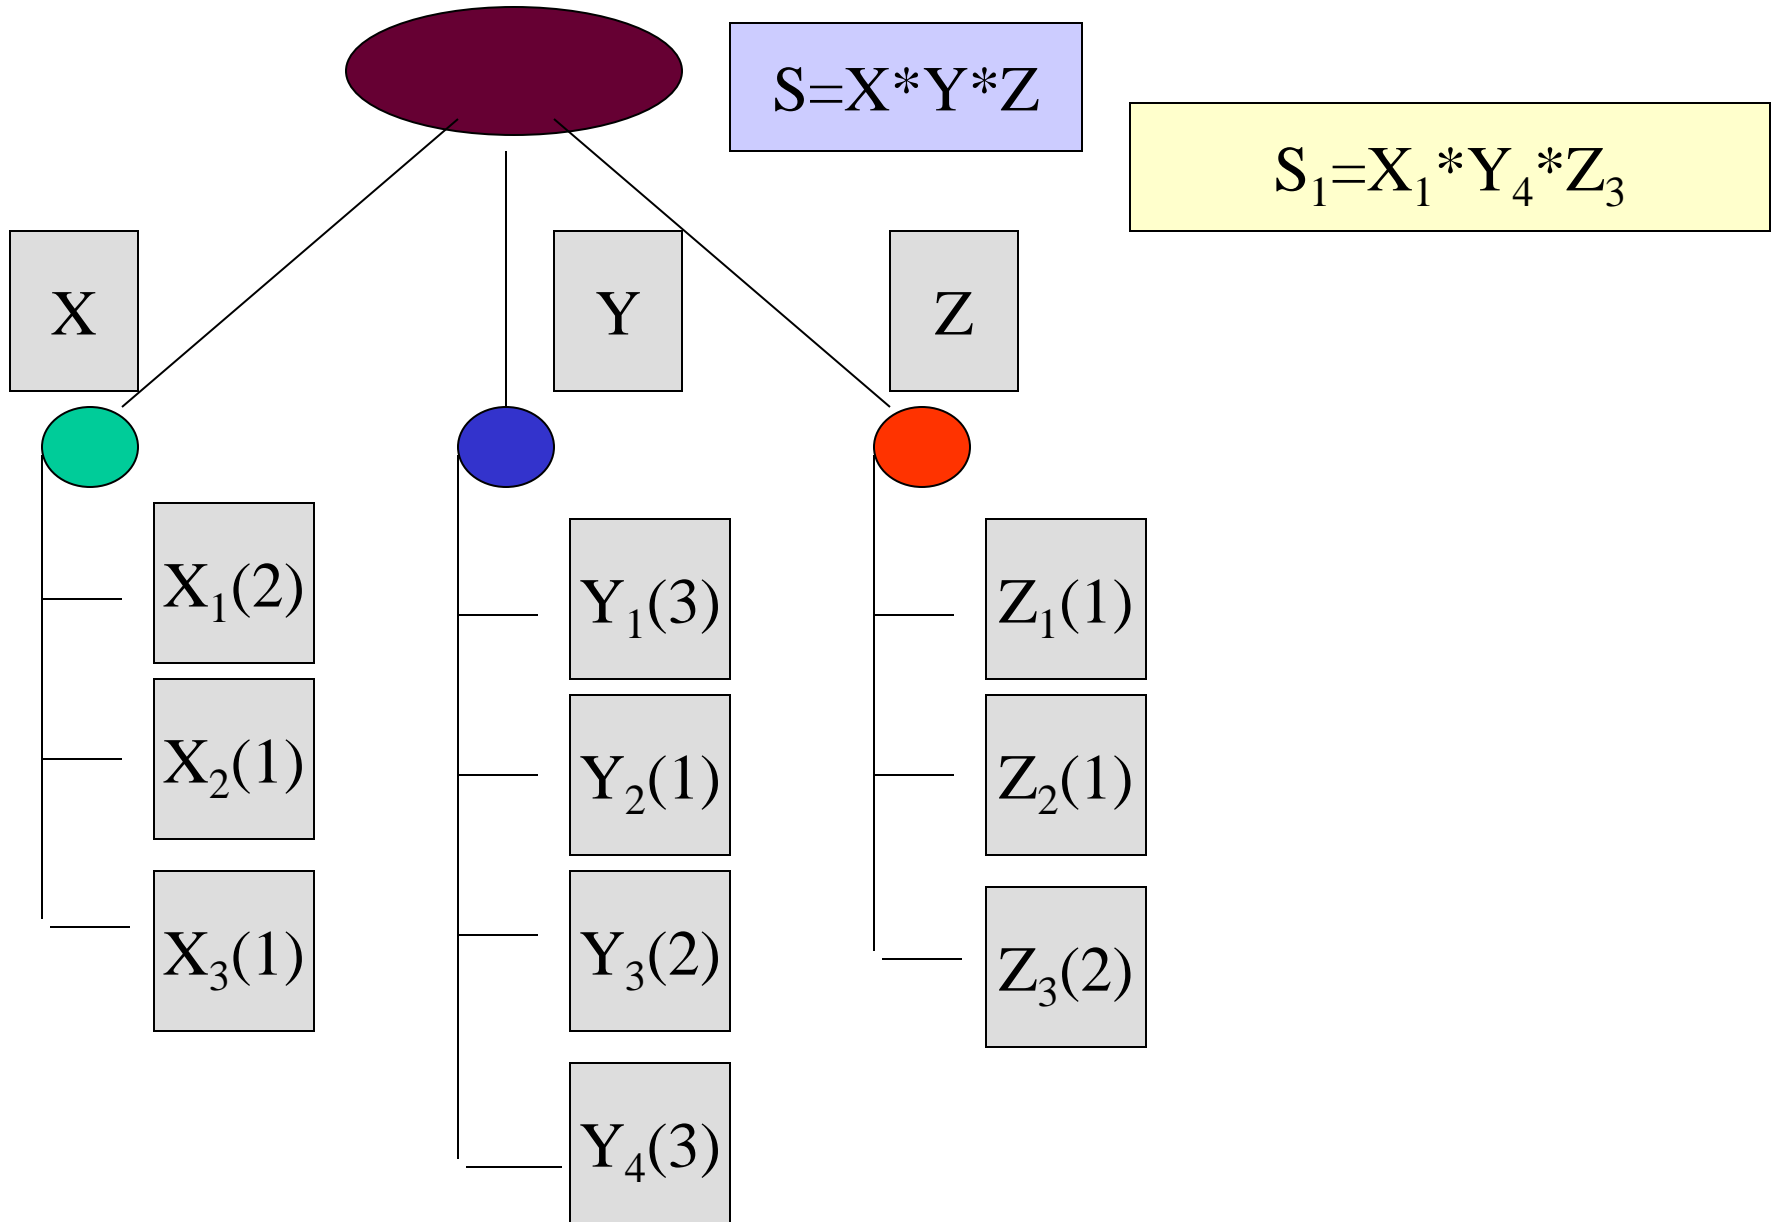 S=X*Y*Z
S₁=X₁*Y₄*Z₃
X
Y
Z
X₁(2)
Y₁(3)
Z₁(1)
X₂(1)
Y₂(1)
Z₂(1)
X₃(1)
Y₃(2)
Z₃(2)
Y₄(3)